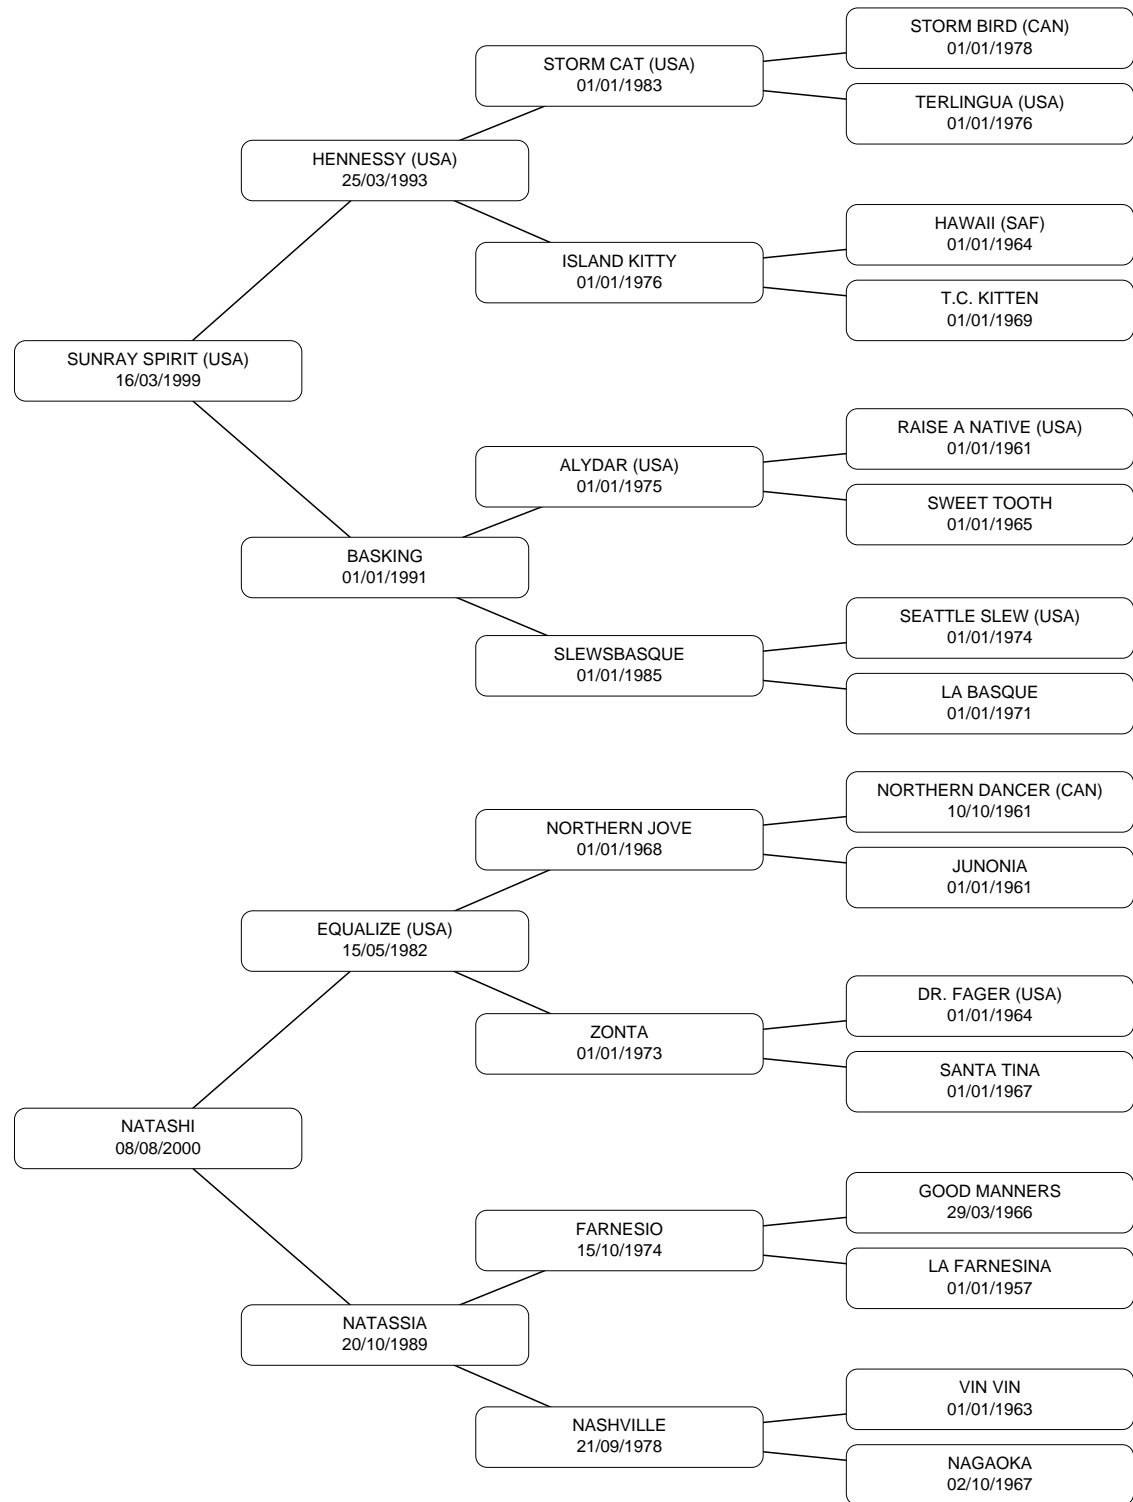 STORM BIRD (CAN)
01/01/1978
STORM CAT (USA)
01/01/1983
TERLINGUA (USA)
01/01/1976
HENNESSY (USA)
25/03/1993
HAWAII (SAF)
01/01/1964
ISLAND KITTY
01/01/1976
T.C. KITTEN
01/01/1969
SUNRAY SPIRIT (USA)
16/03/1999
RAISE A NATIVE (USA)
01/01/1961
ALYDAR (USA)
01/01/1975
SWEET TOOTH
01/01/1965
BASKING
01/01/1991
SEATTLE SLEW (USA)
01/01/1974
SLEWSBASQUE
01/01/1985
LA BASQUE
01/01/1971
NORTHERN DANCER (CAN)
10/10/1961
NORTHERN JOVE
01/01/1968
JUNONIA
01/01/1961
EQUALIZE (USA)
15/05/1982
DR. FAGER (USA)
01/01/1964
ZONTA
01/01/1973
SANTA TINA
01/01/1967
NATASHI
08/08/2000
GOOD MANNERS
29/03/1966
FARNESIO
15/10/1974
LA FARNESINA
01/01/1957
NATASSIA
20/10/1989
VIN VIN
01/01/1963
NASHVILLE
21/09/1978
NAGAOKA
02/10/1967